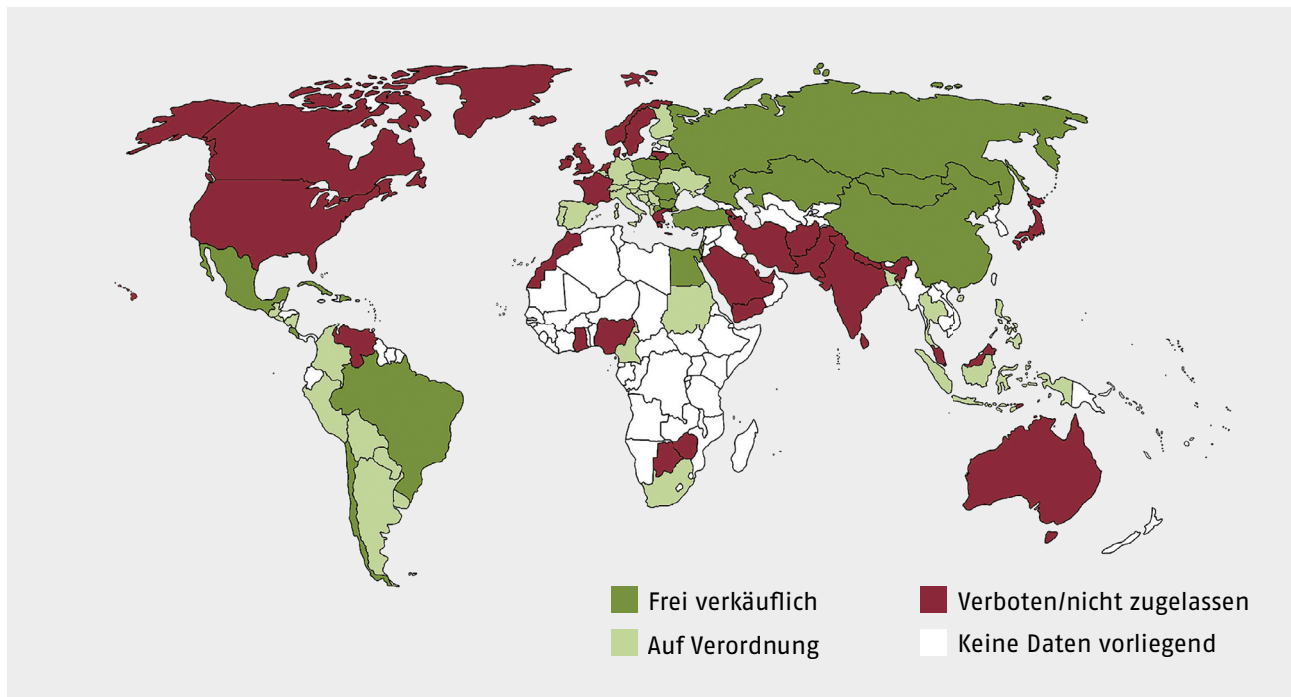 Frei verkäuflich
Auf Verordnung
Verboten/nicht zugelassen
Keine Daten vorliegend